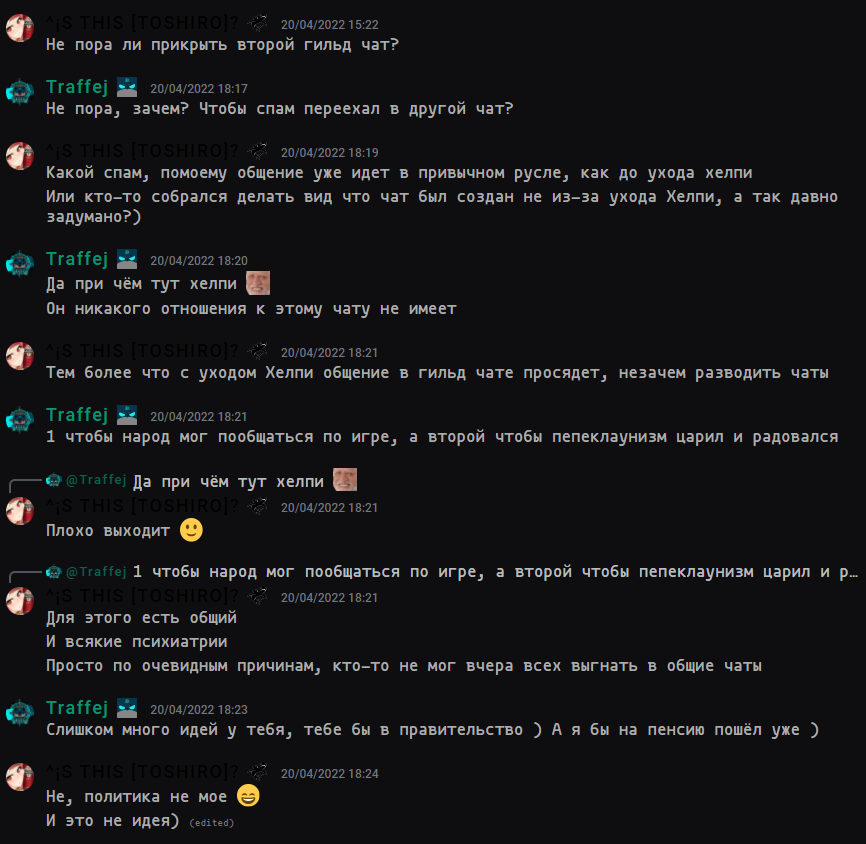 ^¡S THIS [TOSHIRO]? 20/04/2022 15:22
Не пора ли прикрыть второй гильд чат?
Traffej 20/04/2022 18:17
Не пора, зачем? Чтобы спам переехал в другой чат?
^¡S THIS [TOSHIRO]? 20/04/2022 18:19
Какой спам, помоему общение уже идет в привычном русле, как до ухода хелпи
Или кто-то собрался делать вид что чат был создан не из-за ухода Хелпи, а так давно
задумано?)
Traffej 20/04/2022 18:20
Да при чём тут хелпи
Он никакого отношения к этому чату не имеет
^¡S THIS [TOSHIRO]? 20/04/2022 18:21
Тем более что с уходом Хелпи общение в гильд чате просядет, незачем разводить чаты
Traffej 20/04/2022 18:21
1 чтобы народ мог пообщаться по игре, а второй чтобы пепеклаунизм царил и радовался
@Traffej Да при чём тут хелпи
^¡S THIS [TOSHIRO]? 20/04/2022 18:21
Плохо выходит 🙂
@Traffej 1 чтобы народ мог пообщаться по игре, а второй чтобы пепеклаунизм царил и р…
^¡S THIS [TOSHIRO]? 20/04/2022 18:21
Для этого есть общий
И всякие психиатрии
Просто по очевидным причинам, кто-то не мог вчера всех выгнать в общие чаты
Traffej 20/04/2022 18:23
Слишком много идей у тебя, тебе бы в правительство ) А я бы на пенсию пошёл уже )
^¡S THIS [TOSHIRO]? 20/04/2022 18:24
Не, политика не мое 😄
И это не идея) (edited)